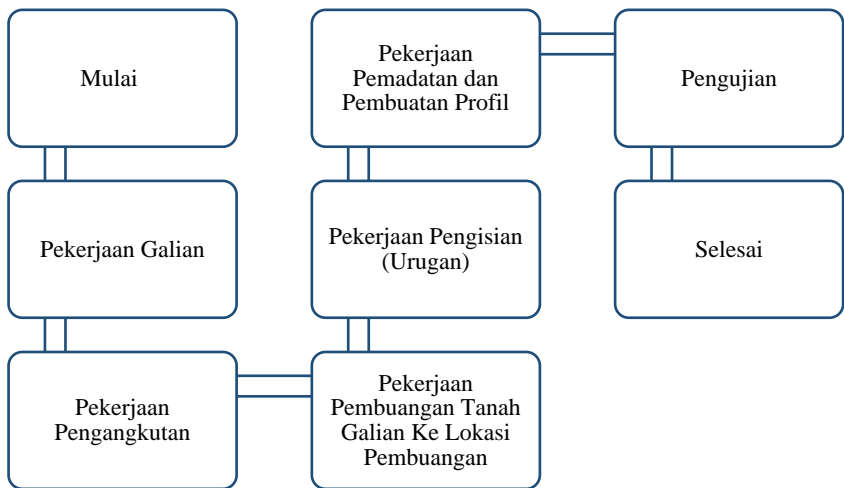 Mulai
Pekerjaan Galian
Pekerjaan
Pengangkutan
Pekerjaan
Pembuangan Tanah
Galian Ke Lokasi
Pembuangan
Pekerjaan Pengisian
(Urugan)
Pekerjaan
Pemadatan dan
Pembuatan Profil
Pengujian
Selesai